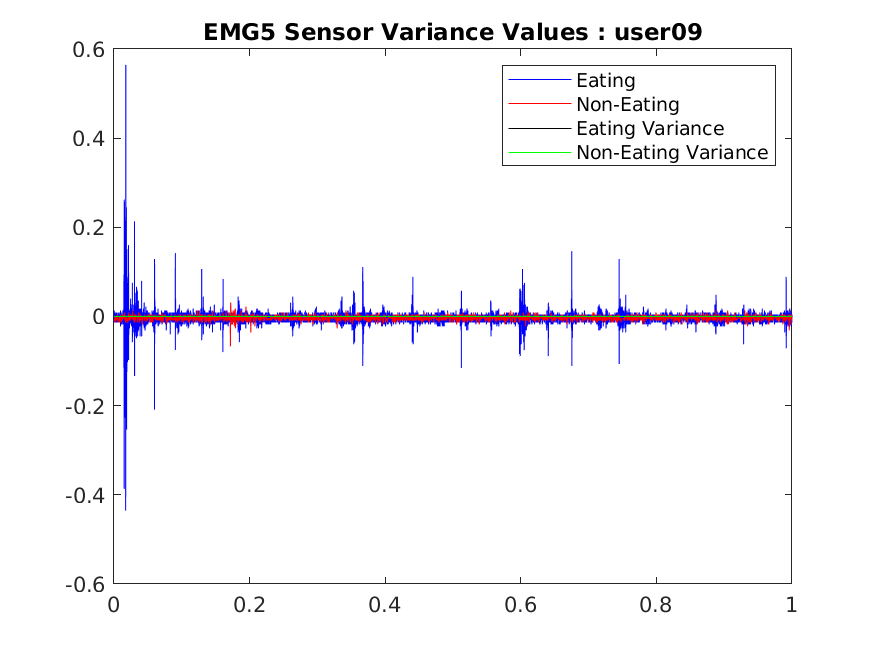 EMG5 Sensor Variance Values : user09
0.6
0.4
0.2
0
-0.2
-0.4
-0.6
0 0.2 0.4 0.6 0.8 1
Eating
Non-Eating
Eating Variance
Non-Eating Variance